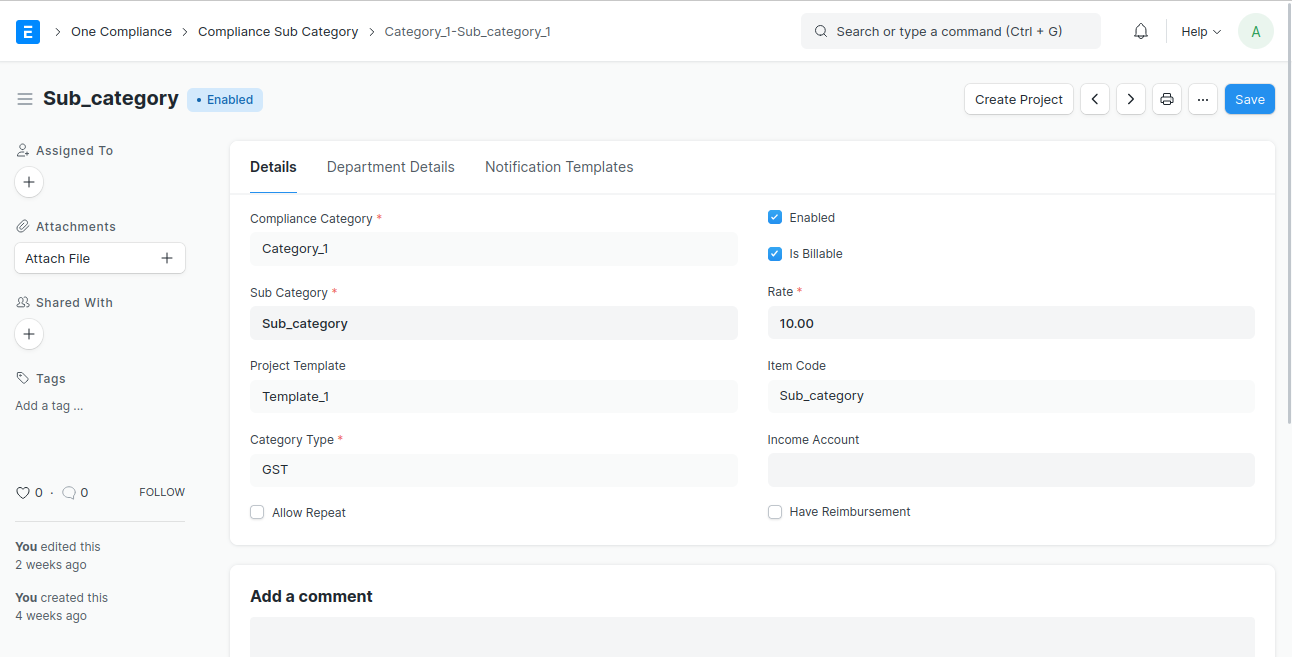 E > One Compliance > Compliance Sub Category > Category_1-Sub_category_1
Search or type a command (Ctrl + G)
Help
A
Sub_category
• Enabled
Create Project
...
Save
Assigned To
+
Attachments
Attach File +
Shared With
+
Tags
Add a tag ...
0 · 0 FOLLOW
You edited this
2 weeks ago
You created this
4 weeks ago
Details Department Details Notification Templates
Compliance Category *
Category_1
Sub Category *
Sub_category
Project Template
Template_1
Category Type *
GST
Allow Repeat
Enabled
Is Billable
Rate *
10.00
Item Code
Sub_category
Income Account
Have Reimbursement
Add a comment